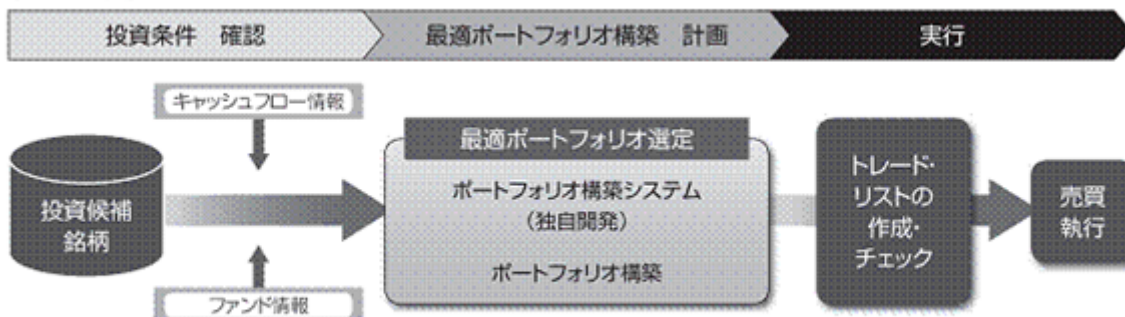 投資条件　確認
最適ポートフォリオ構築　計画
実行
キャッシュフロー情報
投資候補
銘柄
ファンド情報
最適ポートフォリオ選定
ポートフォリオ構築システム
（独自開発）
ポートフォリオ構築
トレード・
リストの
作成・
チェック
売買
執行